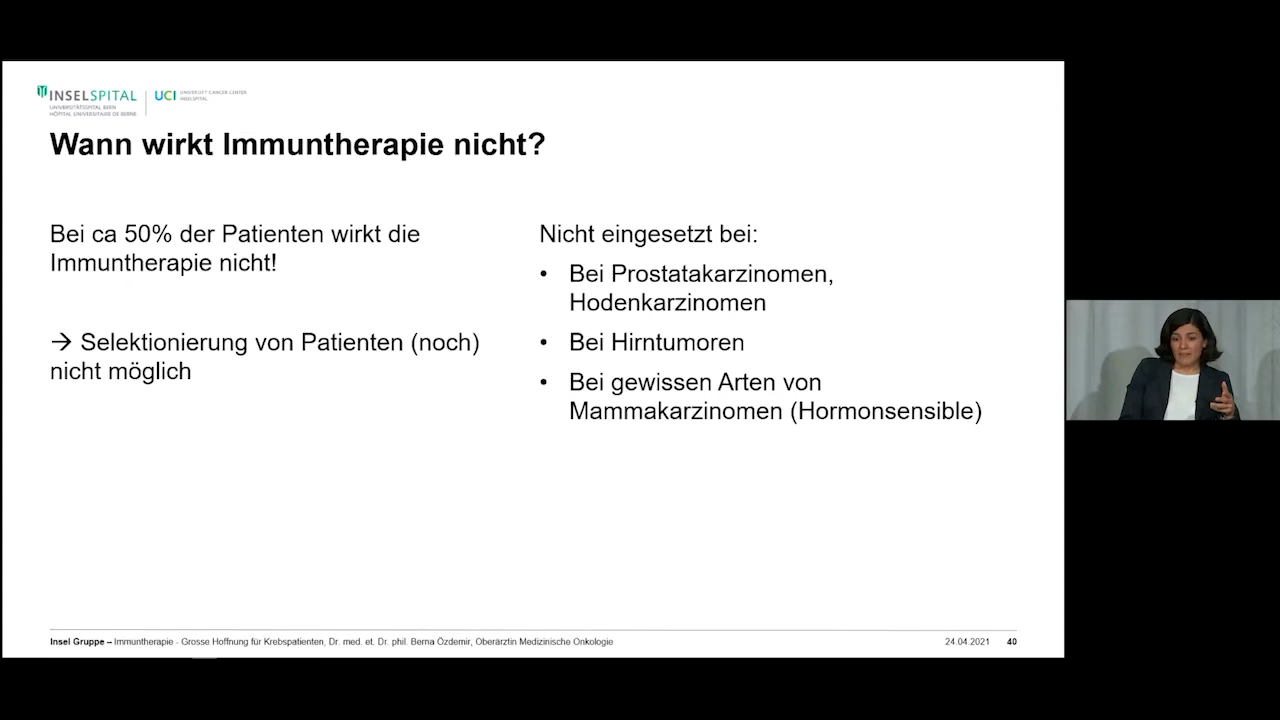 INSELSPITAL
UNIVERSITÄTSSPITAL BERN
HÔPITAL UNIVERSITAIRE DE BERNE
UCI
UNIVERSITY CANCER CENTER
INSELSPITAL
Wann wirkt Immuntherapie nicht?
Bei ca 50% der Patienten wirkt die
Immuntherapie nicht!
→ Selektionierung von Patienten (noch)
nicht möglich
Nicht eingesetzt bei:
• Bei Prostatakarzinomen,
Hodenkarzinomen
• Bei Hirntumoren
• Bei gewissen Arten von
Mammakarzinomen (Hormonsensible)
Insel Gruppe – Immuntherapie - Grosse Hoffnung für Krebspatienten, Dr. med. et. Dr. phil. Berna Özdemir, Oberärztin Medizinische Onkologie
24.04.2021 40